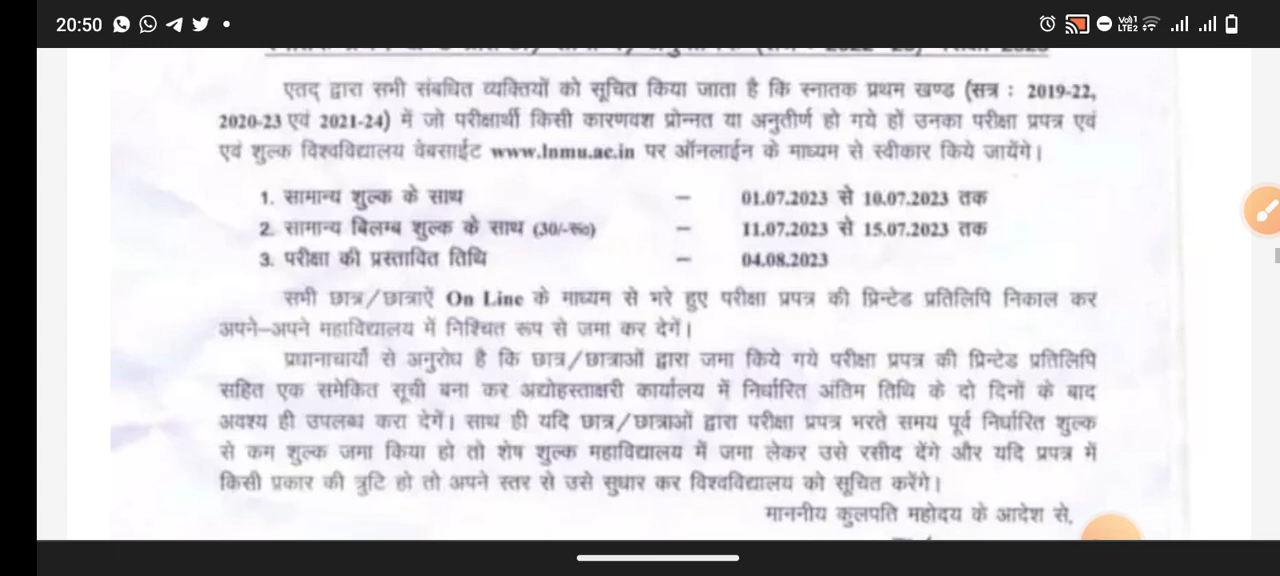 20:50
VoI) 1 LTE2
एतद् द्वारा सभी संबधित व्यक्तियों को सूचित किया जाता है कि स्नातक प्रथम खण्ड (सत्र : 2019-22,
2020-23 एवं 2021-24) में जो परीक्षार्थी किसी कारणवश प्रोन्नत या अनुतीर्ण हो गये हों उनका परीक्षा प्रपत्र एवं
एवं शुल्क विश्वविद्यालय वेबसाईट www.lnmu.ac.in पर ऑनलाईन के माध्यम से स्वीकार किये जायेंगे।
1. सामान्य शुल्क के साथ – 01.07.2023 से 10.07.2023 तक
2. सामान्य बिलम्ब शुल्क के साथ (30/-रू०) – 11.07.2023 से 15.07.2023 तक
3. परीक्षा की प्रस्तावित तिथि – 04.08.2023
सभी छात्र/छात्राऐं On Line के माध्यम से भरे हुए परीक्षा प्रपत्र की प्रिन्टेड प्रतिलिपि निकाल कर
अपने-अपने महाविद्यालय में निश्चित रूप से जमा कर देगें।
प्रधानाचार्यो से अनुरोध है कि छात्र/छात्राओं द्वारा जमा किये गये परीक्षा प्रपत्र की प्रिन्टेड प्रतिलिपि
सहित एक समेकित सूची बना कर अद्योहस्ताक्षरी कार्यालय में निर्धारित अंतिम तिथि के दो दिनों के बाद
अवश्य ही उपलब्ध करा देगें। साथ ही यदि छात्र/छात्राओं द्वारा परीक्षा प्रपत्र भरते समय पूर्व निर्धारित शुल्क
से कम शुल्क जमा किया हो तो शेष शुल्क महाविद्यालय में जमा लेकर उसे रसीद देंगे और यदि प्रपत्र में
किसी प्रकार की त्रुटि हो तो अपने स्तर से उसे सुधार कर विश्वविद्यालय को सूचित करेंगे।
माननीय कुलपति महोदय के आदेश से,